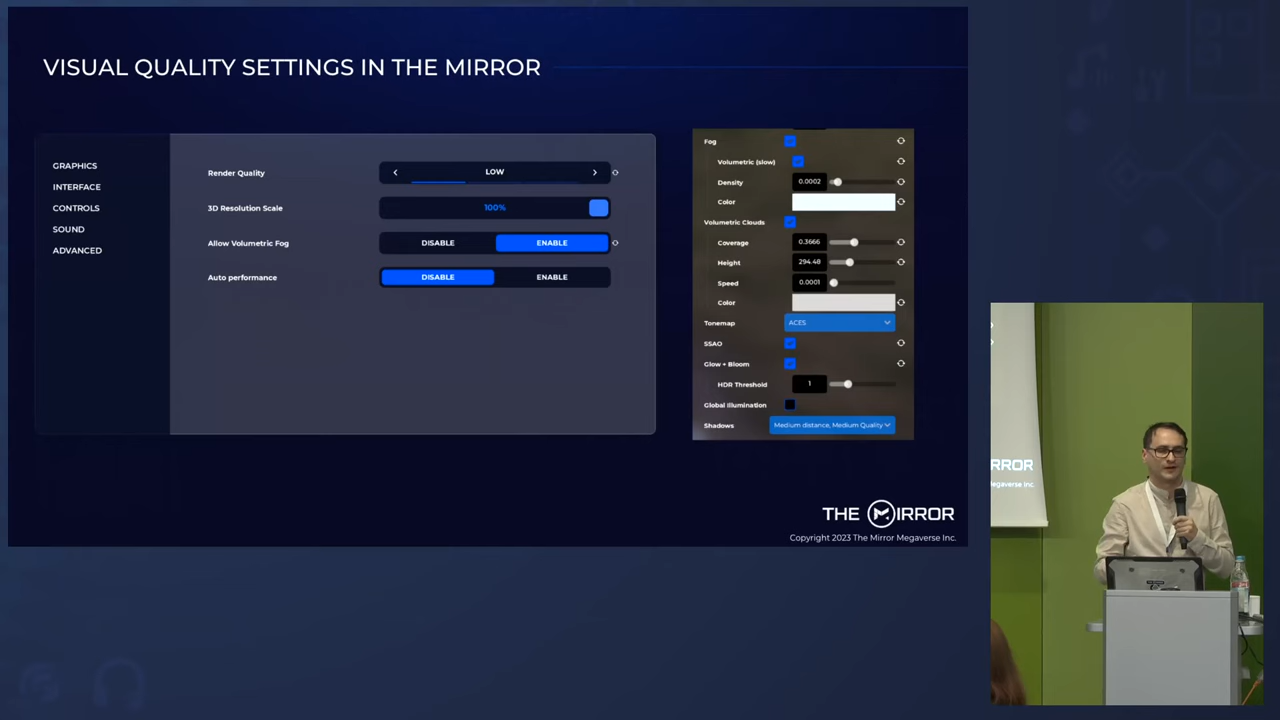 VISUAL QUALITY SETTINGS IN THE MIRROR
GRAPHICS
INTERFACE
CONTROLS
SOUND
ADVANCED
Render Quality
LOW
3D Resolution Scale
100%
Allow Volumetric Fog
DISABLE
ENABLE
Auto performance
DISABLE
ENABLE
Fog
Volumetric (slow)
Density
0.0002
Color
Volumetric Clouds
Coverage
0.3666
Height
294.48
Speed
0.0001
Color
Tonemap
ACES
SSAO
Glow + Bloom
HDR Threshold
1
Global Illumination
Shadows
Medium distance, Medium Quality
THE MIRROR
Copyright 2023 The Mirror Megaverse Inc.
RROR
egaverse Inc.